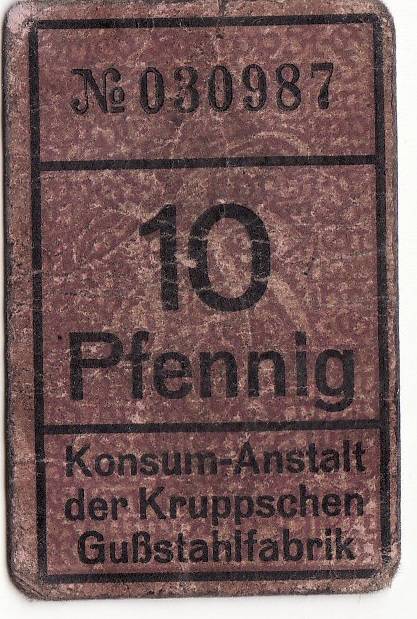 № 030987
10
Pfennig
Konsum-Anstalt
der Kruppschen
Gußstahlfabrik